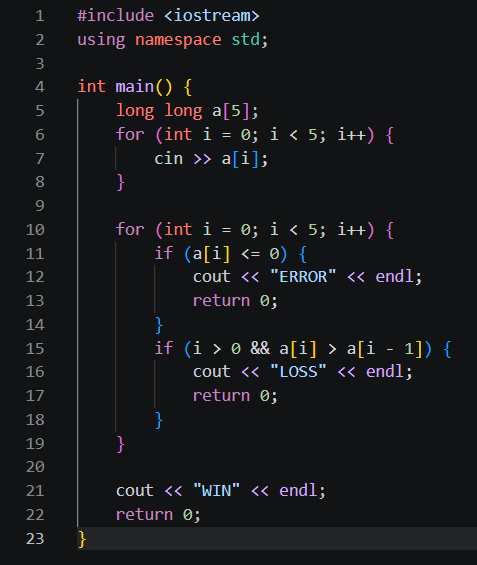 1 #include <iostream>
2 using namespace std;
3
4 int main() {
5     long long a[5];
6     for (int i = 0; i < 5; i++) {
7         cin >> a[i];
8     }
9
10     for (int i = 0; i < 5; i++) {
11         if (a[i] <= 0) {
12             cout << "ERROR" << endl;
13             return 0;
14         }
15         if (i > 0 && a[i] > a[i - 1]) {
16             cout << "LOSS" << endl;
17             return 0;
18         }
19     }
20
21     cout << "WIN" << endl;
22     return 0;
23 }